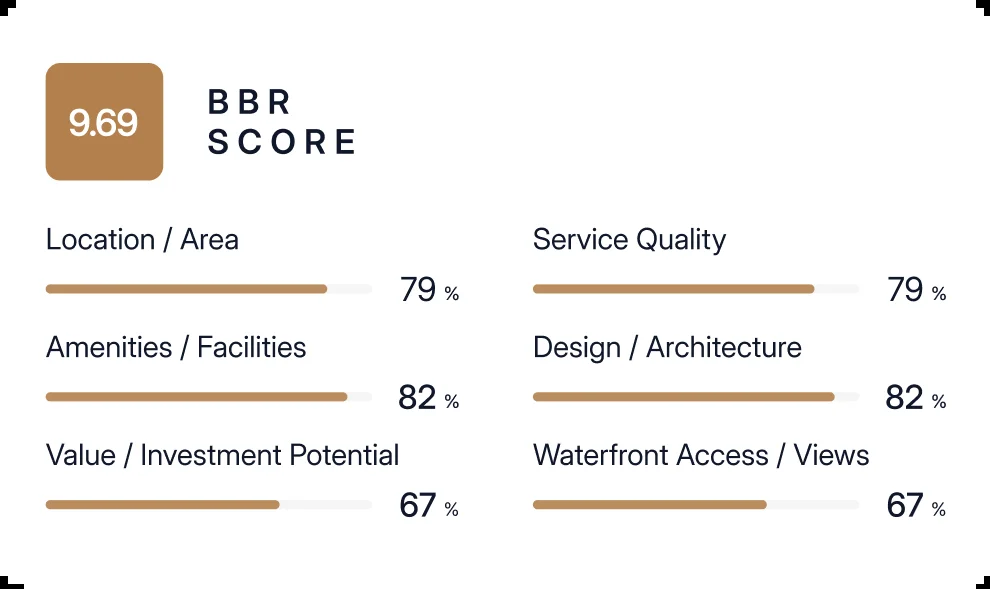 9.69
BBR
SCORE
Location / Area
79 %
Service Quality
79 %
Amenities / Facilities
82 %
Design / Architecture
82 %
Value / Investment Potential
67 %
Waterfront Access / Views
67 %